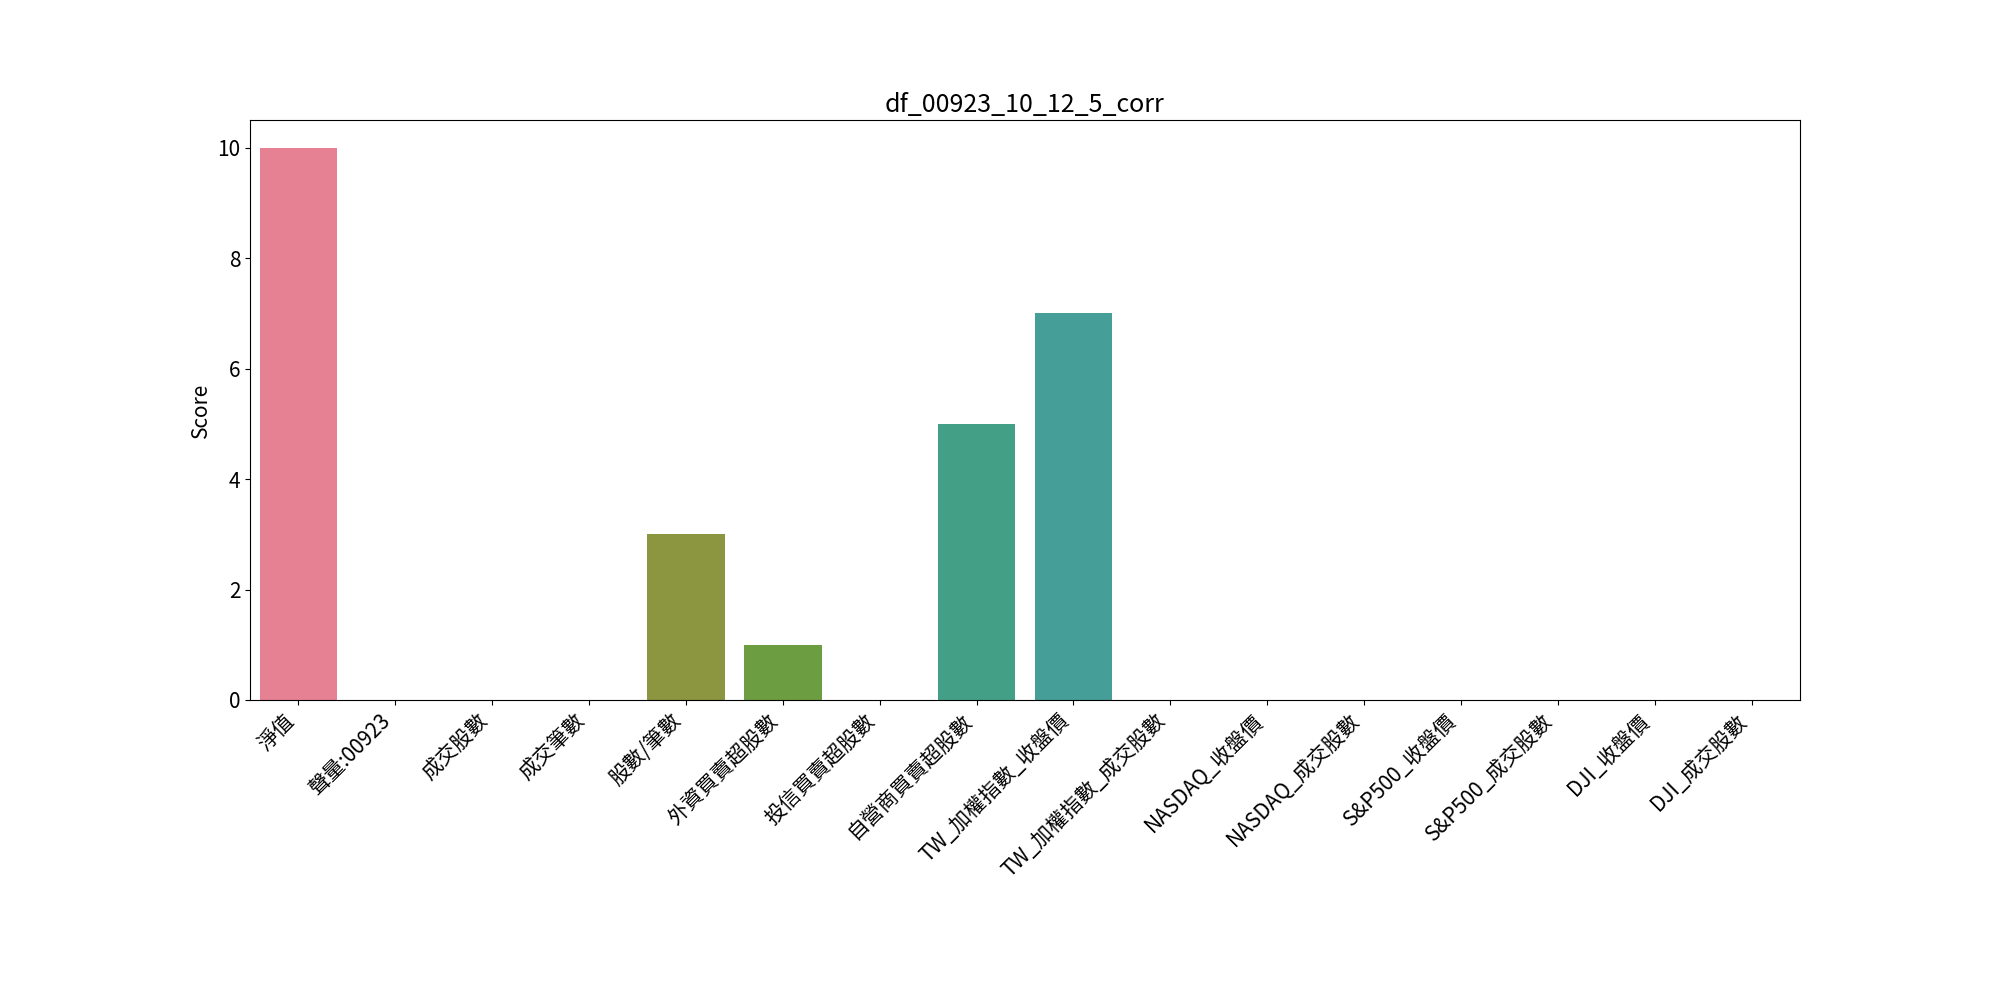 df_00923_10_12_5_corr
10
8
6
4
2
0
Score
淨值
聲量:00923
成交股數
成交筆數
股數/筆數
外資買賣超股數
投信買賣超股數
自營商買賣超股數
TW_加權指數_收盤價
TW_加權指數_成交股數
NASDAQ_收盤價
NASDAQ_成交股數
S&P500_收盤價
S&P500_成交股數
DJI_收盤價
DJI_成交股數